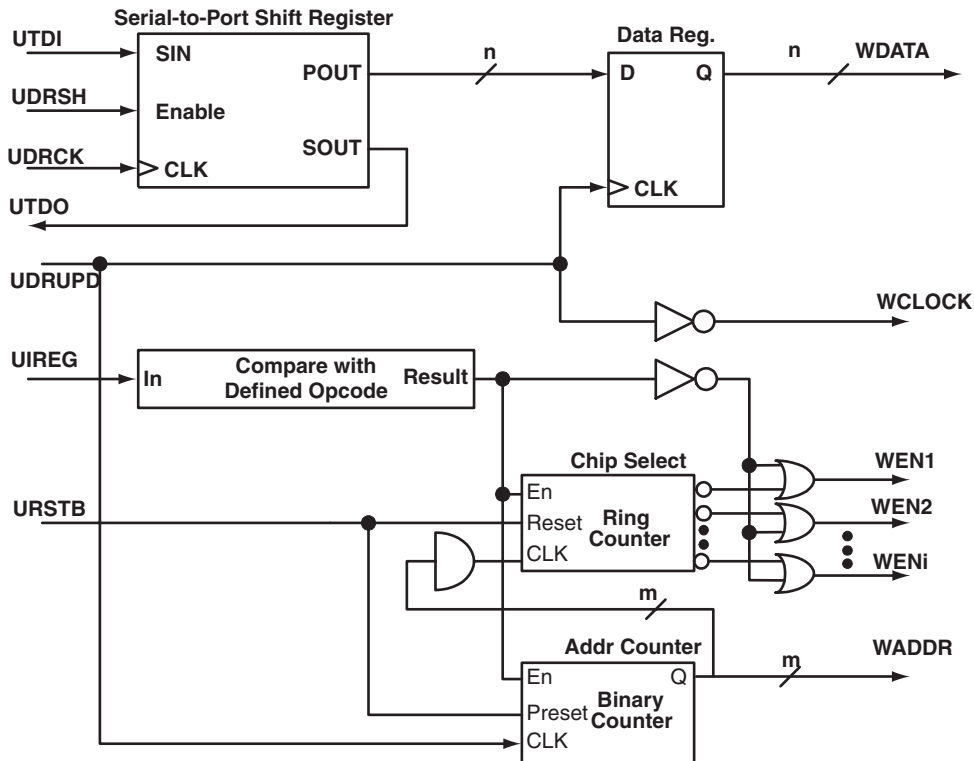 Serial-to-Port Shift Register
UTDI
SIN
POUT
n
Data Reg.
D
Q
n
WDATA
UDRSH
Enable
SOUT
UDRCK
CLK
CLK
UTDO
UDRUPD
WCLOCK
UIREG
In
Compare with
Defined Opcode
Result
Chip Select
WEN1
En
URSTB
Reset
Ring
Counter
WEN2
CLK
WENi
m
Addr Counter
WADDR
En
Q
m
Preset
Binary
Counter
CLK